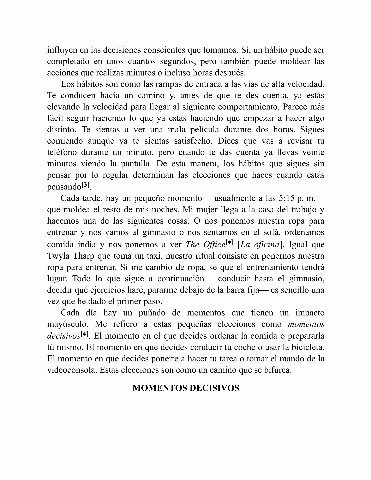 influyen en las decisiones conscientes que tomamos. Sí, un hábito puede ser
completado en unos cuantos segundos, pero también puede moldear las
acciones que realizas minutos o incluso horas después.
Los hábitos son como las rampas de entrada a las vías de alta velocidad.
Te conducen hacia un camino y, antes de que te des cuenta, ya estás
elevando la velocidad para llegar al siguiente comportamiento. Parece más
fácil seguir haciendo lo que ya estás haciendo que empezar a hacer algo
distinto. Te sientas a ver una mala película durante dos horas. Sigues
comiendo aunque ya te sientas satisfecho. Dices que vas a revisar tu
teléfono durante un minuto, pero cuando te das cuenta ya llevas veinte
minutos viendo la pantalla. De esta manera, los hábitos que sigues sin
pensar por lo regular determinan las elecciones que haces cuando estás
pensando[3].
Cada tarde, hay un pequeño momento —usualmente a las 5:15 p. m.—
que moldea el resto de mis noches. Mi mujer llega a la casa del trabajo y
hacemos una de las siguientes cosas. O nos ponemos nuestra ropa para
entrenar y nos vamos al gimnasio o nos sentamos en el sofá, ordenamos
comida indio y nos ponemos a ver The Office[*] [La oficina]. Igual que
Twyla Tharp que toma un taxi, nuestro ritual consiste en ponernos nuestra
ropa para entrenar. Si me cambio de ropa, sé que el entrenamiento tendrá
lugar. Todo lo que sigue a continuación —conducir hasta el gimnasio,
decidir qué ejercicios haré, pararme debajo de la barra fija— es sencillo una
vez que he dado el primer paso.
Cada día hay un puñado de momentos que tienen un impacto
mayúsculo. Me refiero a estas pequeñas elecciones como momentos
decisivos[4]. El momento en el que decides ordenar la comida o prepararla
tú mismo. El momento en que decides conducir tu coche o usar la bicicleta.
El momento en que decides ponerte a hacer tu tarea o tomar el mando de la
videoconsola. Estas elecciones son como un camino que se bifurca.
MOMENTOS DECISIVOS